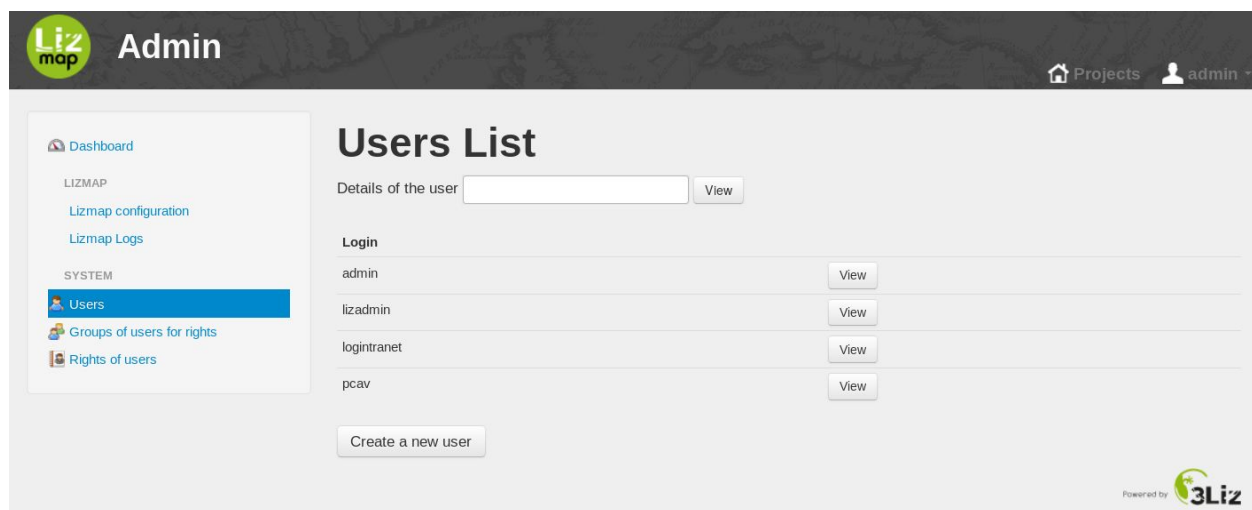 Liz
map
Admin
Projects
admin
Dashboard
LIZMAP
Lizmap configuration
Lizmap Logs
SYSTEM
Users
Groups of users for rights
Rights of users
Users List
Details of the user View
Login
admin View
lizadmin View
logintranet View
pcav View
Create a new user
Powered by 3Liz